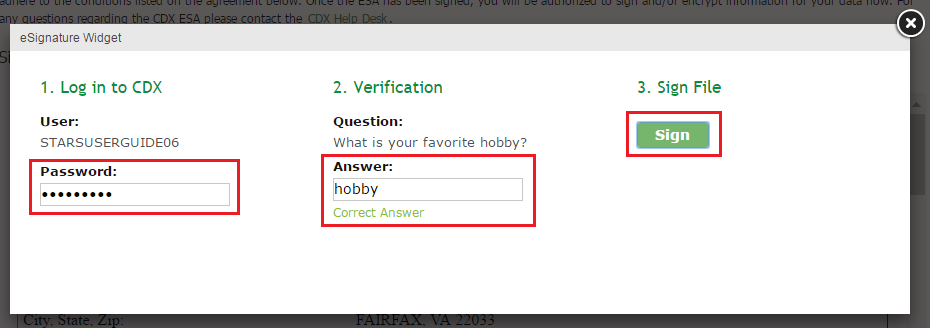 adhere to the conditions listed on the agreement below. Once the ESA has been signed, you will be authorized to sign and/or encrypt information for your data flow. For
any questions regarding the CDX ESA please contact the CDX Help Desk.
eSignature Widget
1. Log in to CDX
User:
STARSUSERGUIDE06
Password:
•••••••••
2. Verification
Question:
What is your favorite hobby?
Answer:
hobby
Correct Answer
3. Sign File
Sign
City, State, Zip: FAIRFAX, VA 22033